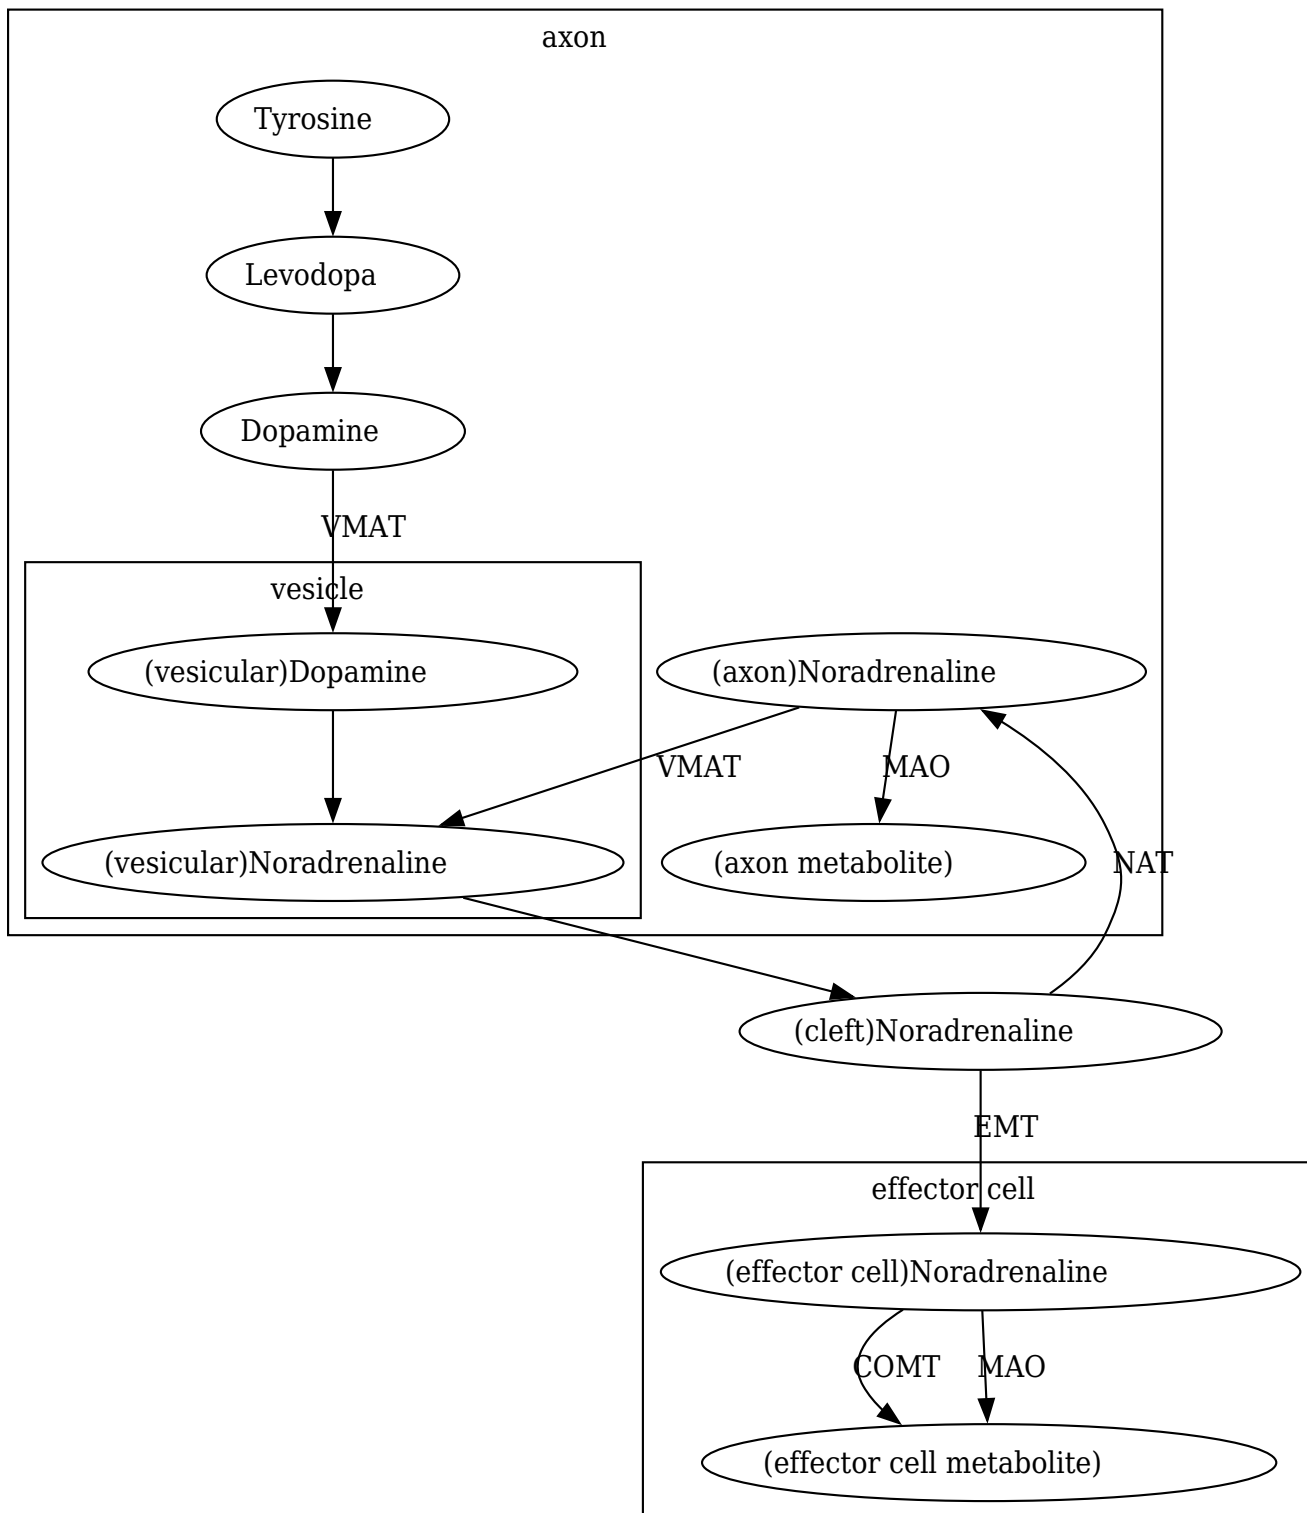 axon
Tyrosine
Levodopa
Dopamine
VMAT
vesicle
(vesicular)Dopamine
(axon)Noradrenaline
VMAT
MAO
(vesicular)Noradrenaline
(axon metabolite)
NAT
(cleft)Noradrenaline
EMT
effector cell
(effector cell)Noradrenaline
COMT
MAO
(effector cell metabolite)